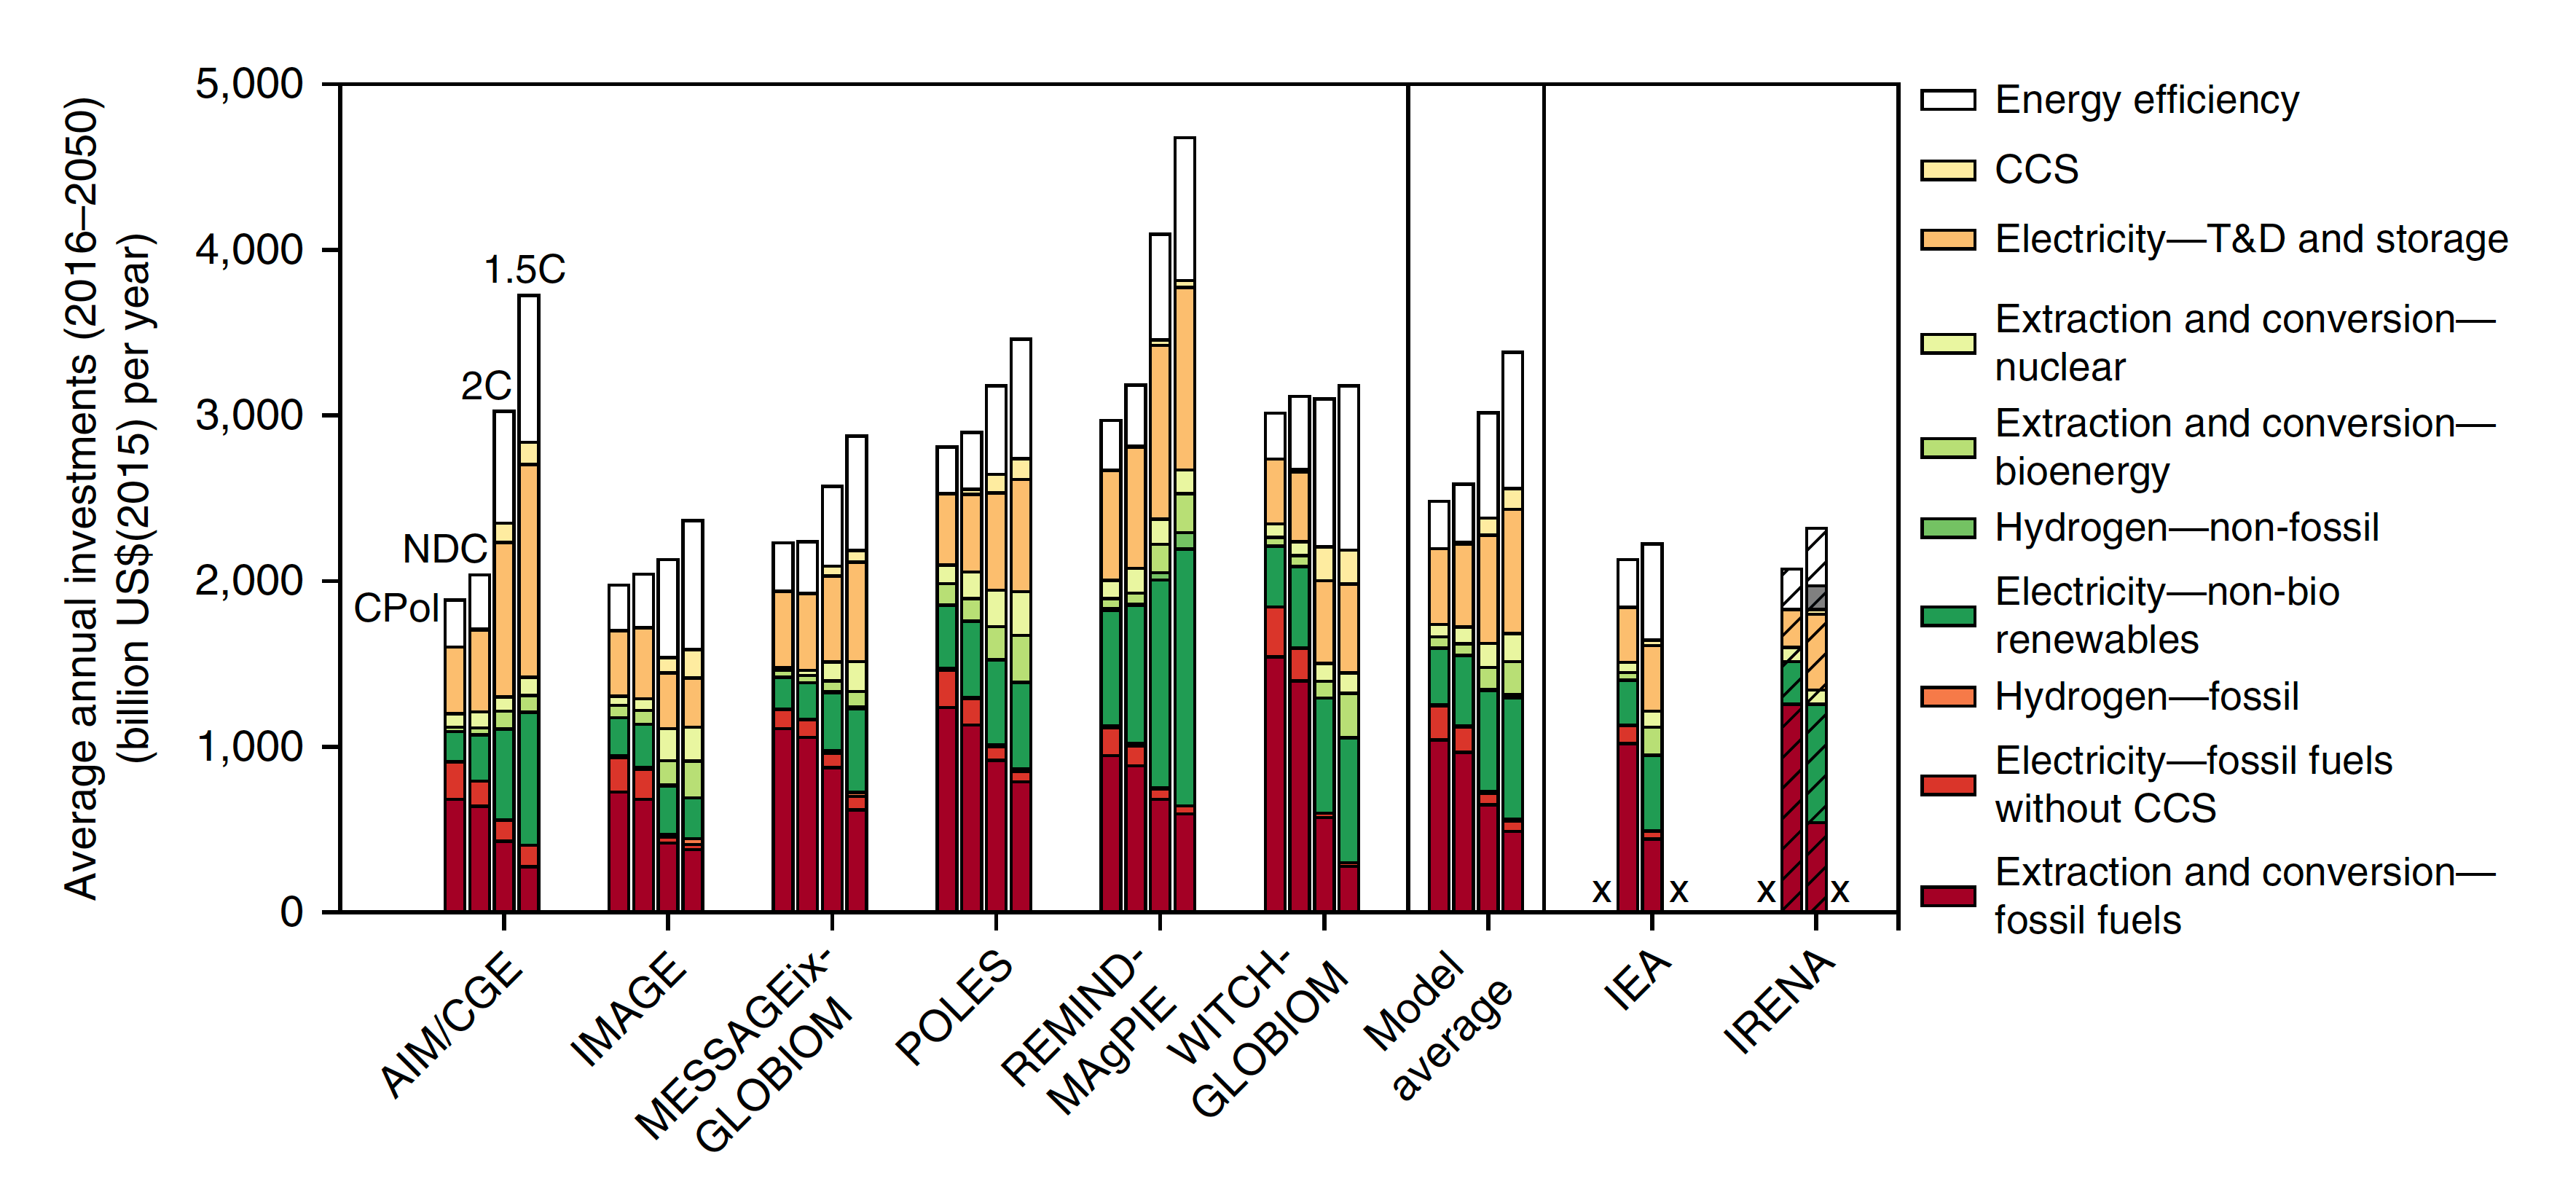 Average annual investments (2016–2050)
(billion US$(2015) per year)
5,000
4,000
3,000
2,000
1,000
0
CPol
NDC
2C
1.5C
x
x
x
x
AIM/CGE
IMAGE
MESSAGEix-
GLOBIOM
POLES
REMIND-
MAgPIE
WITCH-
GLOBIOM
Model
average
IEA
IRENA
Energy efficiency
CCS
Electricity—T&D and storage
Extraction and conversion—
nuclear
Extraction and conversion—
bioenergy
Hydrogen—non-fossil
Electricity—non-bio
renewables
Hydrogen—fossil
Electricity—fossil fuels
without CCS
Extraction and conversion—
fossil fuels